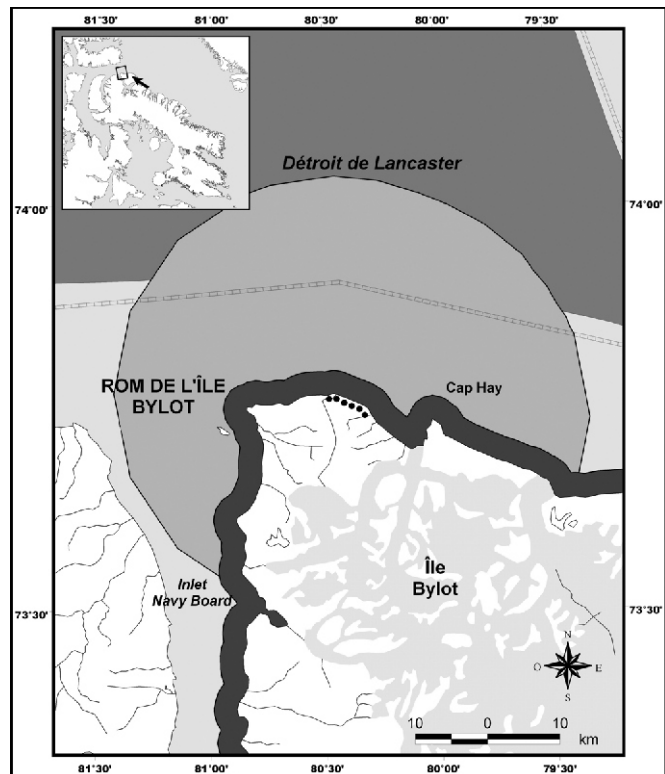 81°30' 81°00' 80°30' 80°00' 79°30'
Détroit de Lancaster
74°00' 74°00'
ROM DE L'ÎLE
BYLOT
Cap Hay
Inlet
Navy Board
Île
Bylot
73°30' 73°30'
N
O E
S
10 0 10
km
81°30' 81°00' 80°30' 80°00' 79°30'